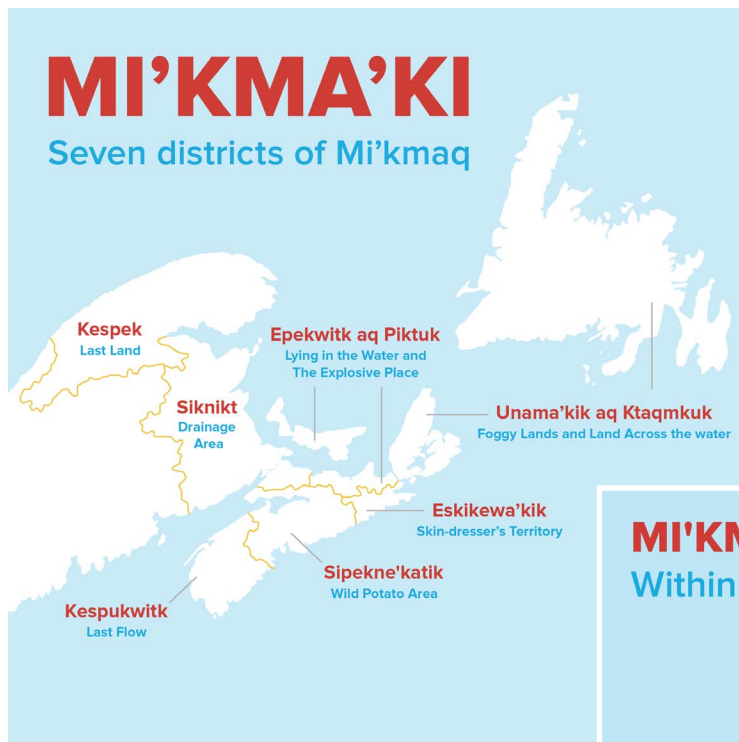 MI’KMA’KI
Seven districts of Mi’kmaq
Kespek
Last Land
Epekwitk aq Piktuk
Lying in the Water and
The Explosive Place
Siknikt
Drainage
Area
Unama’kik aq Ktaqmkuk
Foggy Lands and Land Across the water
Eskikewa’kik
Skin-dresser’s Territory
Sipekne'katik
Wild Potato Area
Kespukwitk
Last Flow
Within